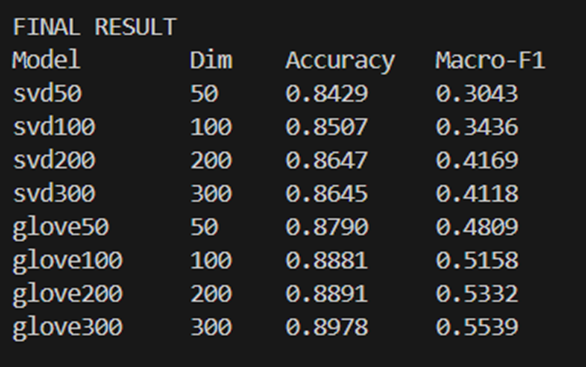 FINAL RESULT
Model Dim Accuracy Macro-F1
svd50 50 0.8429 0.3043
svd100 100 0.8507 0.3436
svd200 200 0.8647 0.4169
svd300 300 0.8645 0.4118
glove50 50 0.8790 0.4809
glove100 100 0.8881 0.5158
glove200 200 0.8891 0.5332
glove300 300 0.8978 0.5539